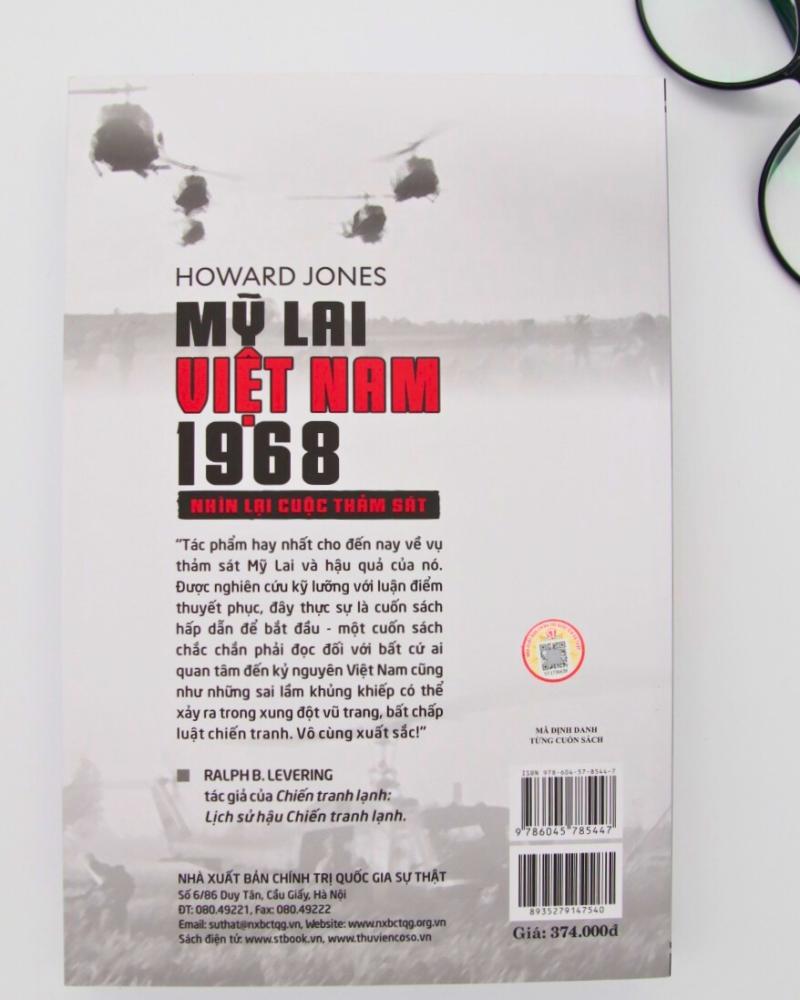 HOWARD JONES
MỸ LAI
VIỆT NAM
1968
NHÌN LẠI CUỘC THẢM SÁT
“Tác phẩm hay nhất cho đến nay về vụ
thảm sát Mỹ Lai và hậu quả của nó.
Được nghiên cứu kỹ lưỡng với luận điểm
thuyết phục, đây thực sự là cuốn sách
hấp dẫn để bắt đầu - một cuốn sách
chắc chắn phải đọc đối với bất cứ ai
quan tâm đến kỷ nguyên Việt Nam cũng
như những sai lầm khủng khiếp có thể
xảy ra trong xung đột vũ trang, bất chấp
luật chiến tranh. Vô cùng xuất sắc!”
RALPH B. LEVERING
tác giả của Chiến tranh lạnh:
Lịch sử hậu Chiến tranh lạnh.
MÃ ĐỊNH DANH
TỪNG CUỐN SÁCH
ISBN 978-604-57-8544-7
9 786045 785447
8935279147540
Giá: 374.000đ
NHÀ XUẤT BẢN CHÍNH TRỊ QUỐC GIA SỰ THẬT
Số 6/86 Duy Tân, Cầu Giấy, Hà Nội
ĐT: 080.49221, Fax: 080.49222
Email: suthat@nxbctqg.vn, Website: www.nxbctqg.org.vn
Sách điện tử: www.stbook.vn, www.thuviencoso.vn